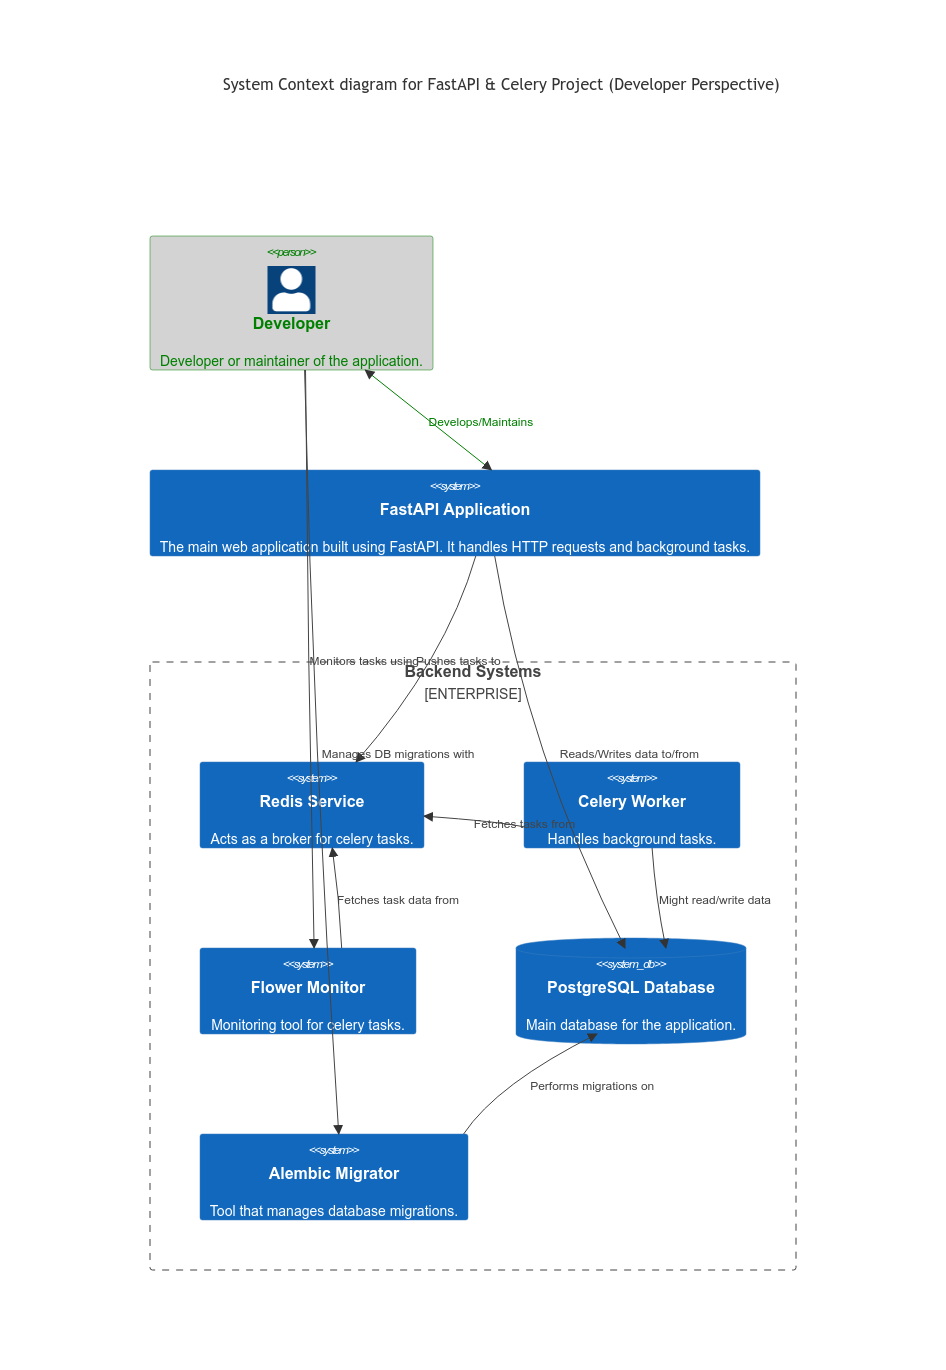 System Context diagram for FastAPI & Celery Project (Developer Perspective)
<<person>>
Developer
Developer or maintainer of the application.
Develops/Maintains
<<system>>
FastAPI Application
The main web application built using FastAPI. It handles HTTP requests and background tasks.
Monitors tasks using
Pushes tasks to
Backend Systems
[ENTERPRISE]
Manages DB migrations with
Reads/Writes data to/from
<<system>>
Redis Service
Acts as a broker for celery tasks.
<<system>>
Celery Worker
Handles background tasks.
Fetches tasks from
Fetches task data from
Might read/write data
<<system>>
Flower Monitor
Monitoring tool for celery tasks.
<<system_db>>
PostgreSQL Database
Main database for the application.
Performs migrations on
<<system>>
Alembic Migrator
Tool that manages database migrations.